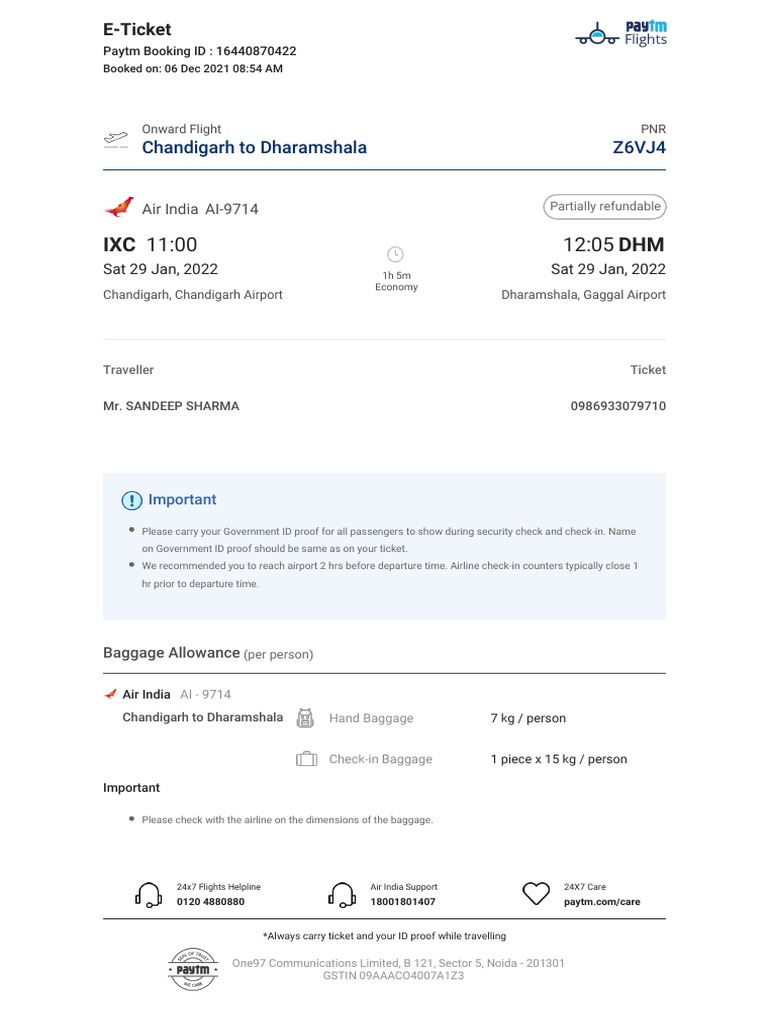 E-Ticket
Paytm Booking ID : 16440870422
Booked on: 06 Dec 2021 08:54 AM
paytm
Flights
Onward Flight
Chandigarh to Dharamshala
PNR
Z6VJ4
Air India AI-9714
Partially refundable
IXC 11:00
Sat 29 Jan, 2022
Chandigarh, Chandigarh Airport
1h 5m
Economy
12:05 DHM
Sat 29 Jan, 2022
Dharamshala, Gaggal Airport
Traveller Ticket
Mr. SANDEEP SHARMA 0986933079710
Important
Please carry your Government ID proof for all passengers to show during security check and check-in. Name
on Government ID proof should be same as on your ticket.
We recommended you to reach airport 2 hrs before departure time. Airline check-in counters typically close 1
hr prior to departure time.
Baggage Allowance (per person)
Air India AI - 9714
Chandigarh to Dharamshala Hand Baggage 7 kg / person
Check-in Baggage 1 piece x 15 kg / person
Important
Please check with the airline on the dimensions of the baggage.
24x7 Flights Helpline
0120 4880880
Air India Support
18001801407
24X7 Care
paytm.com/care
*Always carry ticket and your ID proof while travelling
SEAL OF TRUST
paytm
WE CARE
One97 Communications Limited, B 121, Sector 5, Noida - 201301
GSTIN 09AAACO4007A1Z3